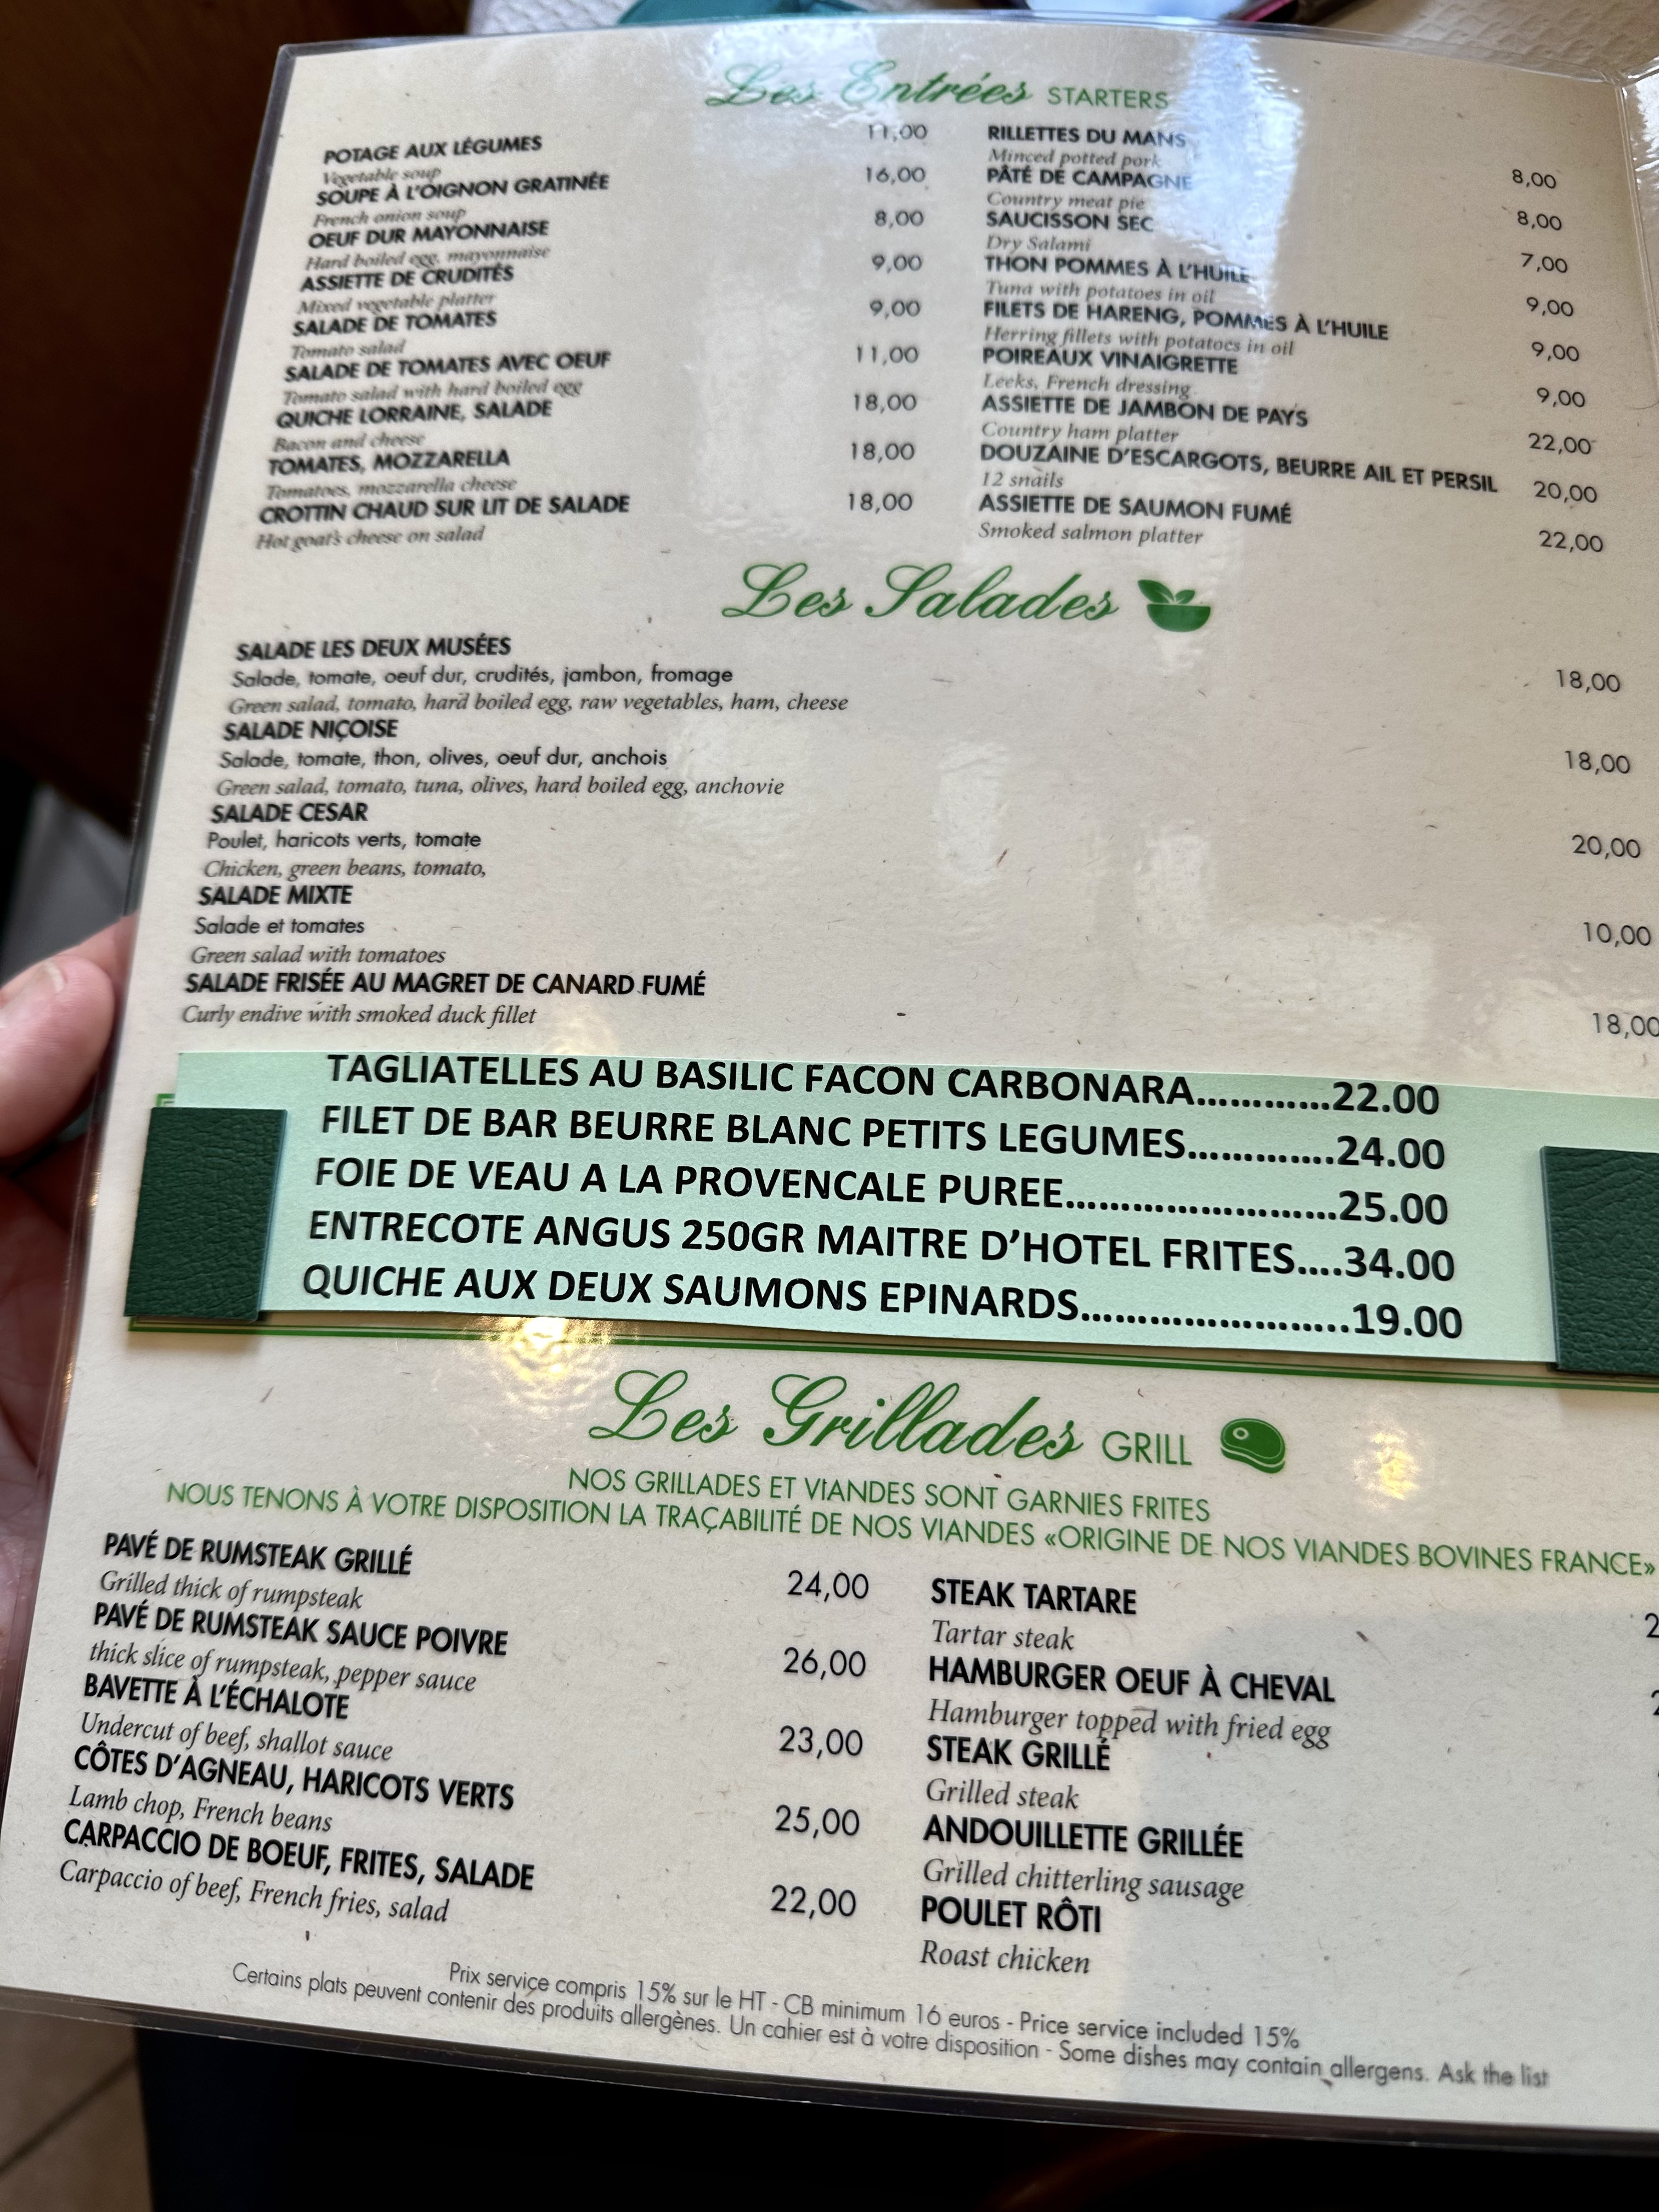 Les Entrées STARTERS
POTAGE AUX LÉGUMES 11,00
Vegetable soup
SOUPE À L'OIGNON GRATINÉE 16,00
French onion soup
OEUF DUR MAYONNAISE 8,00
Hard boiled egg, mayonnaise
ASSIETTE DE CRUDITÉS 9,00
Mixed vegetable platter
SALADE DE TOMATES 9,00
Tomato salad
SALADE DE TOMATES AVEC OEUF 11,00
Tomato salad with hard boiled egg
QUICHE LORRAINE, SALADE 18,00
Bacon and cheese
TOMATES, MOZZARELLA 18,00
Tomatoes, mozzarella cheese
CROTTIN CHAUD SUR LIT DE SALADE 18,00
Hot goat's cheese on salad
RILLETTES DU MANS 8,00
Minced potted pork
PÂTÉ DE CAMPAGNE 8,00
Country meat pie
SAUCISSON SEC 7,00
Dry Salami
THON POMMES À L'HUILE 9,00
Tuna with potatoes in oil
FILETS DE HARENG, POMMES À L'HUILE 9,00
Herring fillets with potatoes in oil
POIREAUX VINAIGRETTE 9,00
Leeks, French dressing
ASSIETTE DE JAMBON DE PAYS 22,00
Country ham platter
DOUZAINE D'ESCARGOTS, BEURRE AIL ET PERSIL 20,00
12 snails
ASSIETTE DE SAUMON FUMÉ 22,00
Smoked salmon platter
Les Salades
SALADE LES DEUX MUSÉES
Salade, tomate, oeuf dur, crudités, jambon, fromage 18,00
Green salad, tomato, hard boiled egg, raw vegetables, ham, cheese
SALADE NIÇOISE
Salade, tomate, thon, olives, oeuf dur, anchois 18,00
Green salad, tomato, tuna, olives, hard boiled egg, anchovie
SALADE CESAR
Poulet, haricots verts, tomate 20,00
Chicken, green beans, tomato,
SALADE MIXTE
Salade et tomates 10,00
Green salad with tomatoes
SALADE FRISÉE AU MAGRET DE CANARD FUMÉ
Curly endive with smoked duck fillet 18,00
TAGLIATELLES AU BASILIC FACON CARBONARA............22.00
FILET DE BAR BEURRE BLANC PETITS LEGUMES.............24.00
FOIE DE VEAU A LA PROVENCALE PUREE........................25.00
ENTRECOTE ANGUS 250GR MAITRE D'HOTEL FRITES....34.00
QUICHE AUX DEUX SAUMONS EPINARDS........................19.00
Les Grillades GRILL
NOS GRILLADES ET VIANDES SONT GARNIES FRITES
NOUS TENONS À VOTRE DISPOSITION LA TRAÇABILITÉ DE NOS VIANDES «ORIGINE DE NOS VIANDES BOVINES FRANCE»
PAVÉ DE RUMSTEAK GRILLÉ 24,00
Grilled thick of rumpsteak
PAVÉ DE RUMSTEAK SAUCE POIVRE 26,00
thick slice of rumpsteak, pepper sauce
BAVETTE À L'ÉCHALOTE 23,00
Undercut of beef, shallot sauce
CÔTES D'AGNEAU, HARICOTS VERTS 25,00
Lamb chop, French beans
CARPACCIO DE BOEUF, FRITES, SALADE 22,00
Carpaccio of beef, French fries, salad
STEAK TARTARE
Tartar steak
HAMBURGER OEUF À CHEVAL
Hamburger topped with fried egg
STEAK GRILLÉ
Grilled steak
ANDOUILLETTE GRILLÉE
Grilled chitterling sausage
POULET RÔTI
Roast chicken
Prix service compris 15% sur le HT - CB minimum 16 euros - Price service included 15%
Certains plats peuvent contenir des produits allergènes. Un cahier est à votre disposition - Some dishes may contain allergens. Ask the list